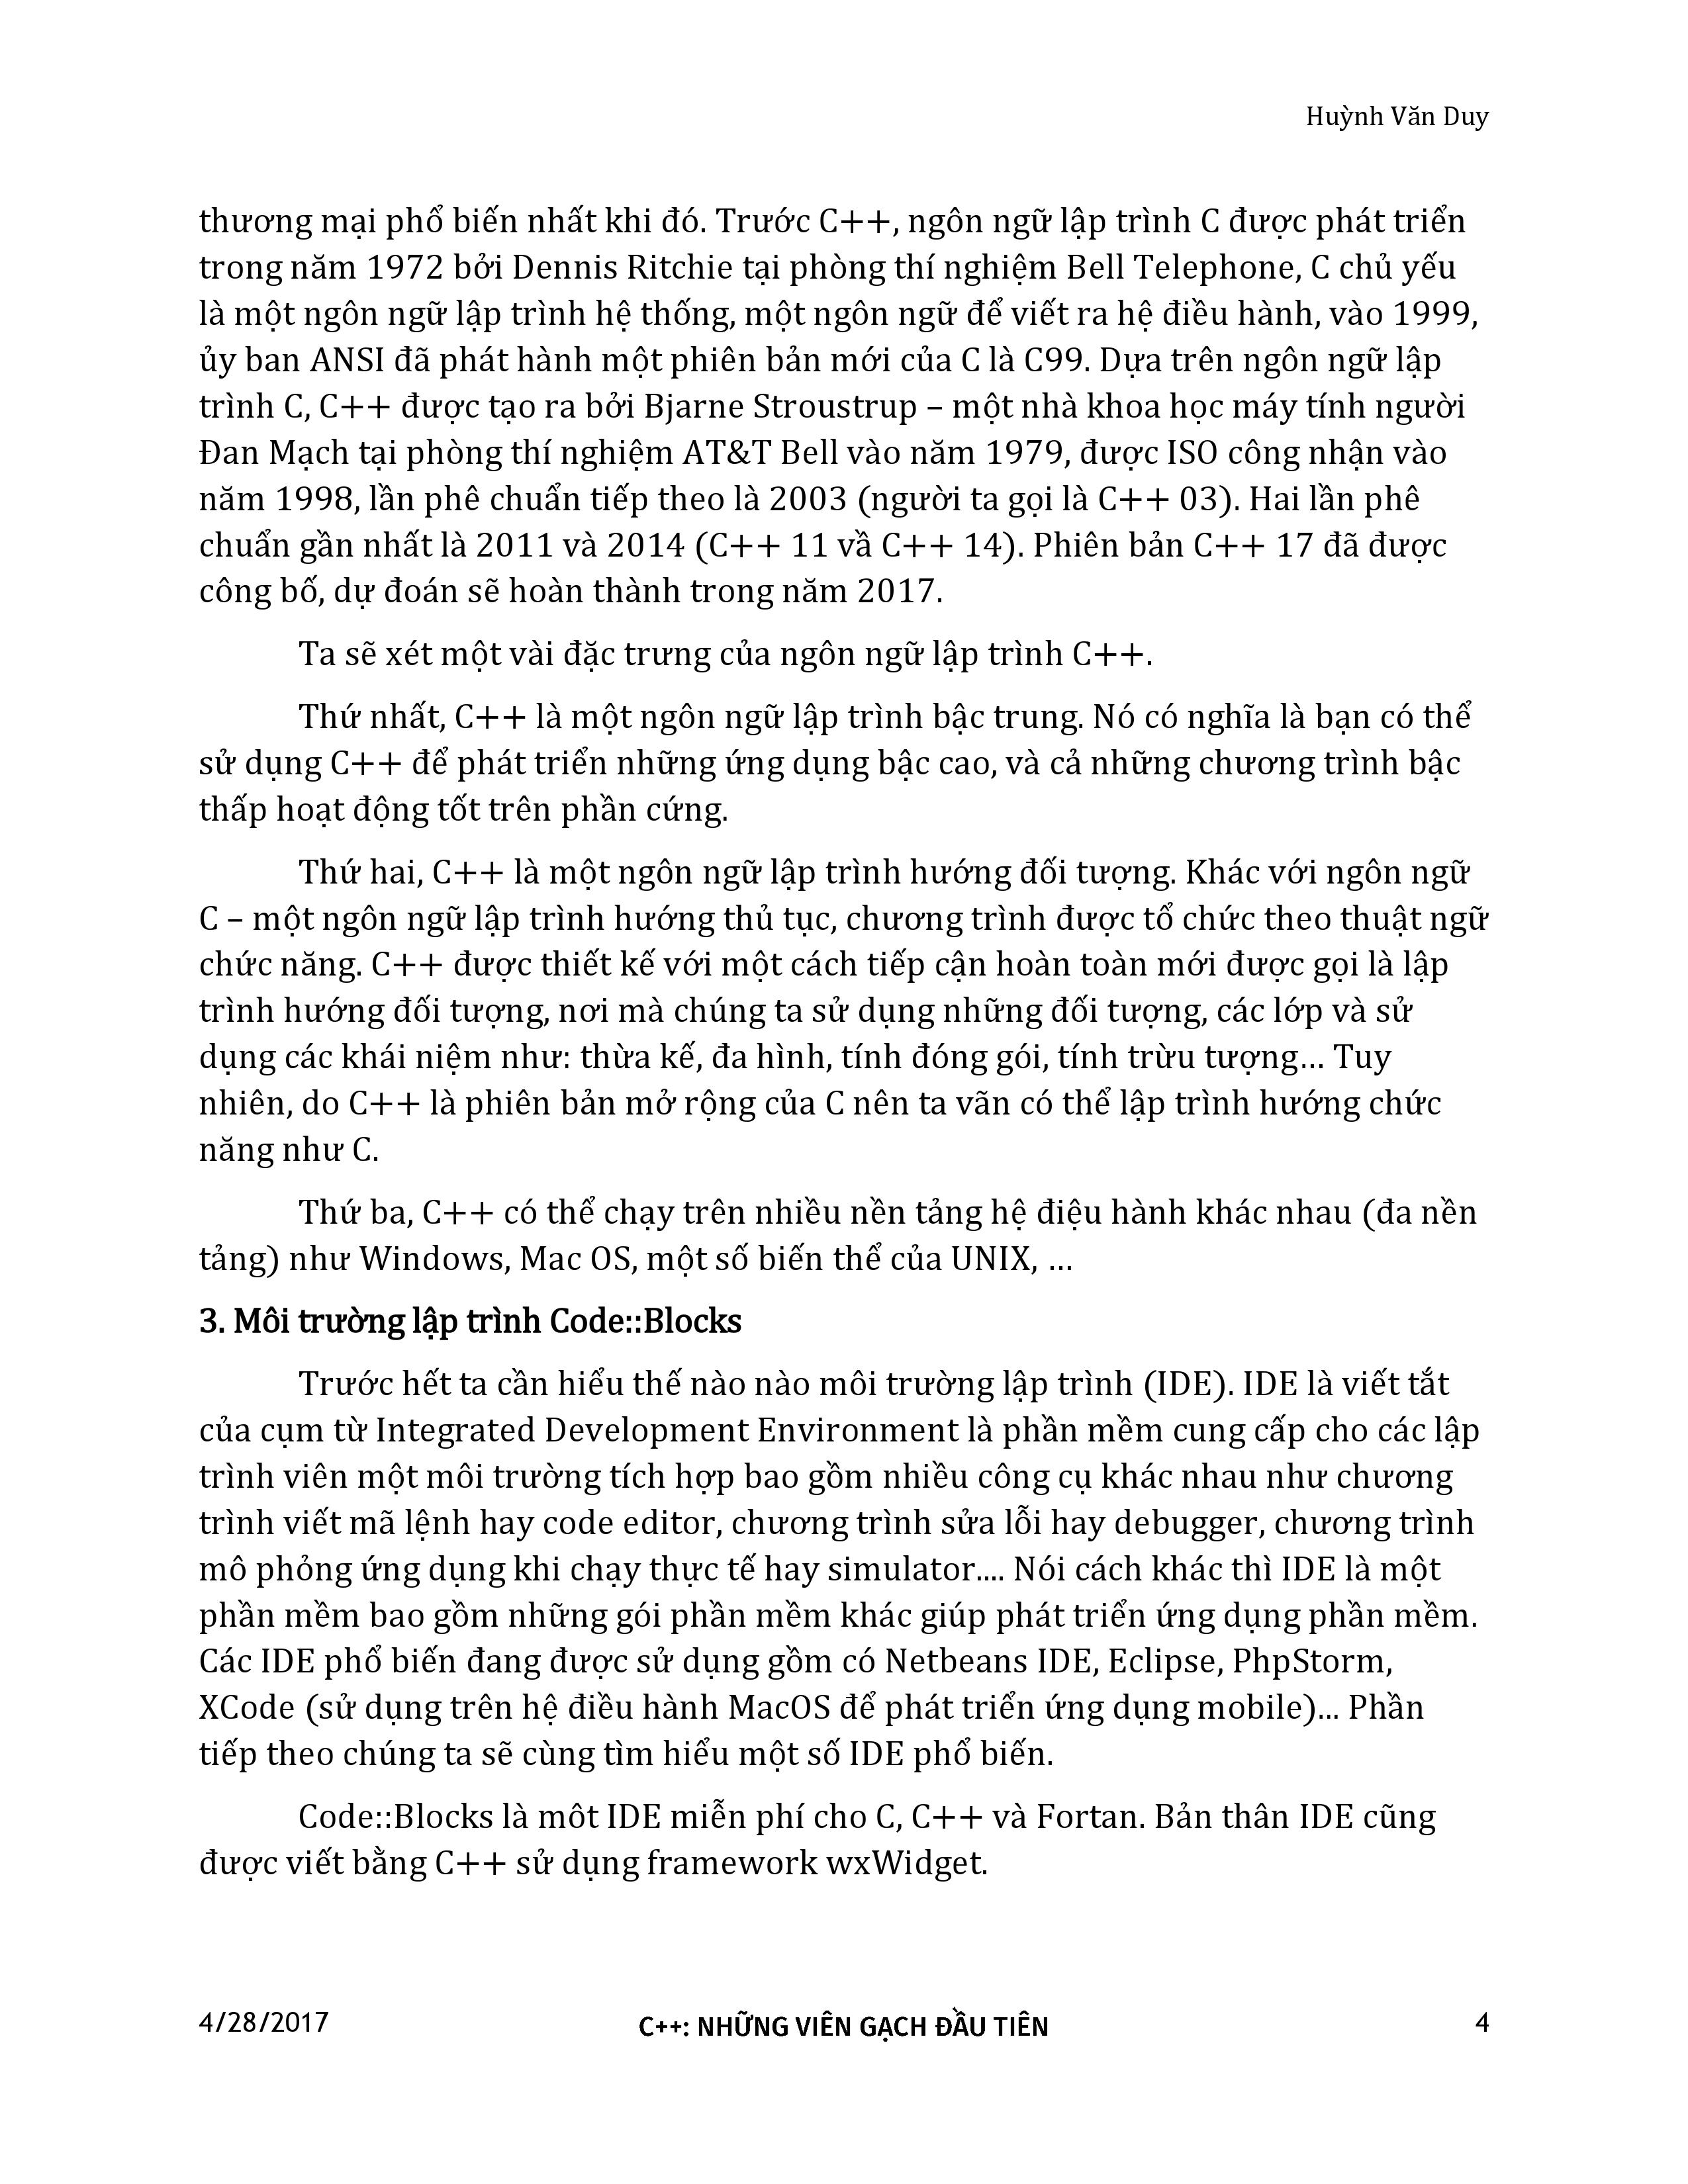 Huỳnh Văn Duy
thương mại phổ biến nhất khi đó. Trước C++, ngôn ngữ lập trình C được phát triển
trong năm 1972 bởi Dennis Ritchie tại phòng thí nghiệm Bell Telephone, C chủ yếu
là một ngôn ngữ lập trình hệ thống, một ngôn ngữ để viết ra hệ điều hành, vào 1999,
ủy ban ANSI đã phát hành một phiên bản mới của C là C99. Dựa trên ngôn ngữ lập
trình C, C++ được tạo ra bởi Bjarne Stroustrup – một nhà khoa học máy tính người
Đan Mạch tại phòng thí nghiệm AT&T Bell vào năm 1979, được ISO công nhận vào
năm 1998, lần phê chuẩn tiếp theo là 2003 (người ta gọi là C++ 03). Hai lần phê
chuẩn gần nhất là 2011 và 2014 (C++ 11 vầ C++ 14). Phiên bản C++ 17 đã được
công bố, dự đoán sẽ hoàn thành trong năm 2017.
Ta sẽ xét một vài đặc trưng của ngôn ngữ lập trình C++.
Thứ nhất, C++ là một ngôn ngữ lập trình bậc trung. Nó có nghĩa là bạn có thể
sử dụng C++ để phát triển những ứng dụng bậc cao, và cả những chương trình bậc
thấp hoạt động tốt trên phần cứng.
Thứ hai, C++ là một ngôn ngữ lập trình hướng đối tượng. Khác với ngôn ngữ
C – một ngôn ngữ lập trình hướng thủ tục, chương trình được tổ chức theo thuật ngữ
chức năng. C++ được thiết kế với một cách tiếp cận hoàn toàn mới được gọi là lập
trình hướng đối tượng, nơi mà chúng ta sử dụng những đối tượng, các lớp và sử
dụng các khái niệm như: thừa kế, đa hình, tính đóng gói, tính trừu tượng… Tuy
nhiên, do C++ là phiên bản mở rộng của C nên ta vãn có thể lập trình hướng chức
năng như C.
Thứ ba, C++ có thể chạy trên nhiều nền tảng hệ điệu hành khác nhau (đa nền
tảng) như Windows, Mac OS, một số biến thể của UNIX, …
3. Môi trường lập trình Code::Blocks
Trước hết ta cần hiểu thế nào nào môi trường lập trình (IDE). IDE là viết tắt
của cụm từ Integrated Development Environment là phần mềm cung cấp cho các lập
trình viên một môi trường tích hợp bao gồm nhiều công cụ khác nhau như chương
trình viết mã lệnh hay code editor, chương trình sửa lỗi hay debugger, chương trình
mô phỏng ứng dụng khi chạy thực tế hay simulator.... Nói cách khác thì IDE là một
phần mềm bao gồm những gói phần mềm khác giúp phát triển ứng dụng phần mềm.
Các IDE phổ biến đang được sử dụng gồm có Netbeans IDE, Eclipse, PhpStorm,
XCode (sử dụng trên hệ điều hành MacOS để phát triển ứng dụng mobile)... Phần
tiếp theo chúng ta sẽ cùng tìm hiểu một số IDE phổ biến.
Code::Blocks là môt IDE miễn phí cho C, C++ và Fortan. Bản thân IDE cũng
được viết bằng C++ sử dụng framework wxWidget.
4/28/2017
C++: NHỮNG VIÊN GẠCH ĐẦU TIÊN
4